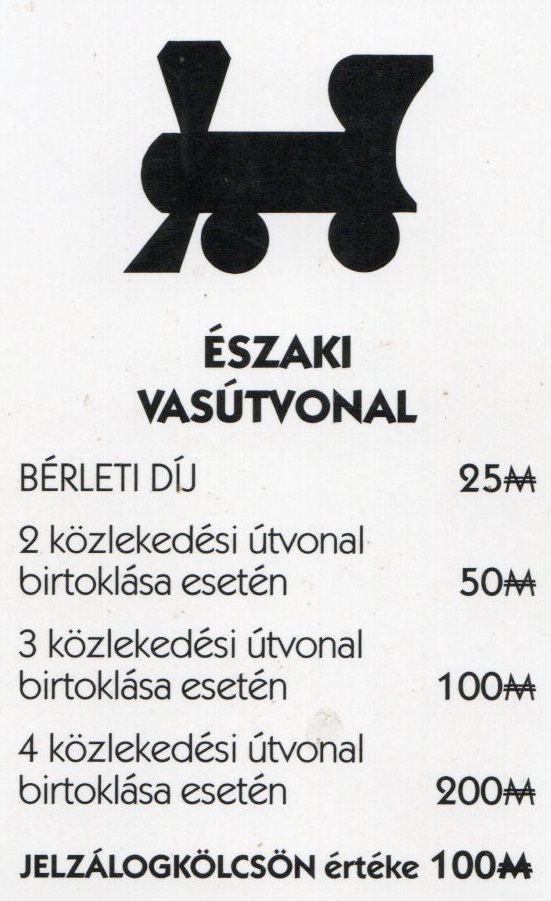 ÉSZAKI
VASÚTVONAL
BÉRLETI DÍJ 25₩
2 közlekedési útvonal
birtoklása esetén 50₩
3 közlekedési útvonal
birtoklása esetén 100₩
4 közlekedési útvonal
birtoklása esetén 200₩
JELZÁLOGKÖLCSÖN értéke 100₩